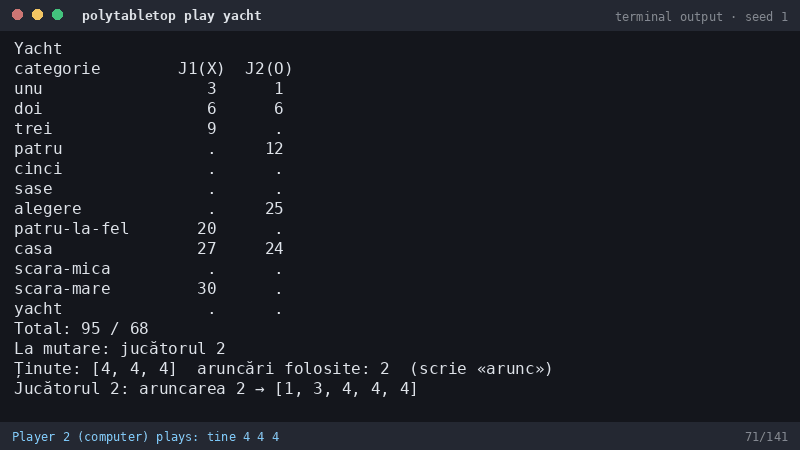 polytabletop play yacht
terminal output · seed 1
Yacht
categorie J1(X) J2(O)
unu 3 1
doi 6 6
trei 9 .
patru . 12
cinci . .
sase . .
alegere . 25
patru-la-fel 20 .
casa 27 24
scara-mica . .
scara-mare 30 .
yacht . .
Total: 95 / 68
La mutare: jucătorul 2
Ținute: [4, 4, 4] aruncări folosite: 2 (scrie «arunc»)
Jucătorul 2: aruncarea 2 → [1, 3, 4, 4, 4]
Player 2 (computer) plays: tine 4 4 4
71/141